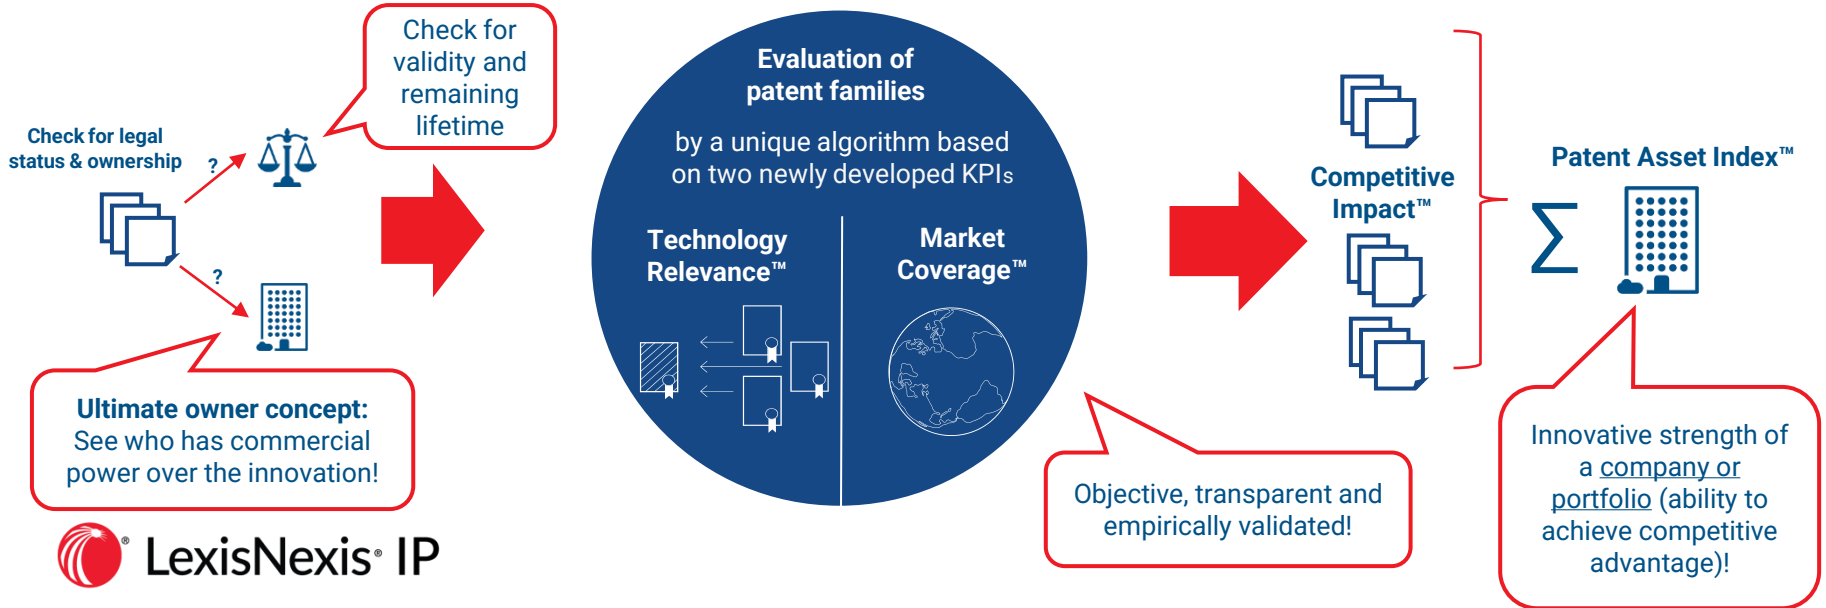 Check for legal
status & ownership
?
?
Check for
validity and
remaining
lifetime
Ultimate owner concept:
See who has commercial
power over the innovation!
LexisNexis® IP
Evaluation of
patent families
by a unique algorithm based
on two newly developed KPIs
Technology
Relevance™
Market
Coverage™
Objective, transparent and
empirically validated!
Competitive
Impact™
∑
Patent Asset Index™
Innovative strength of
a company or
portfolio (ability to
achieve competitive
advantage)!